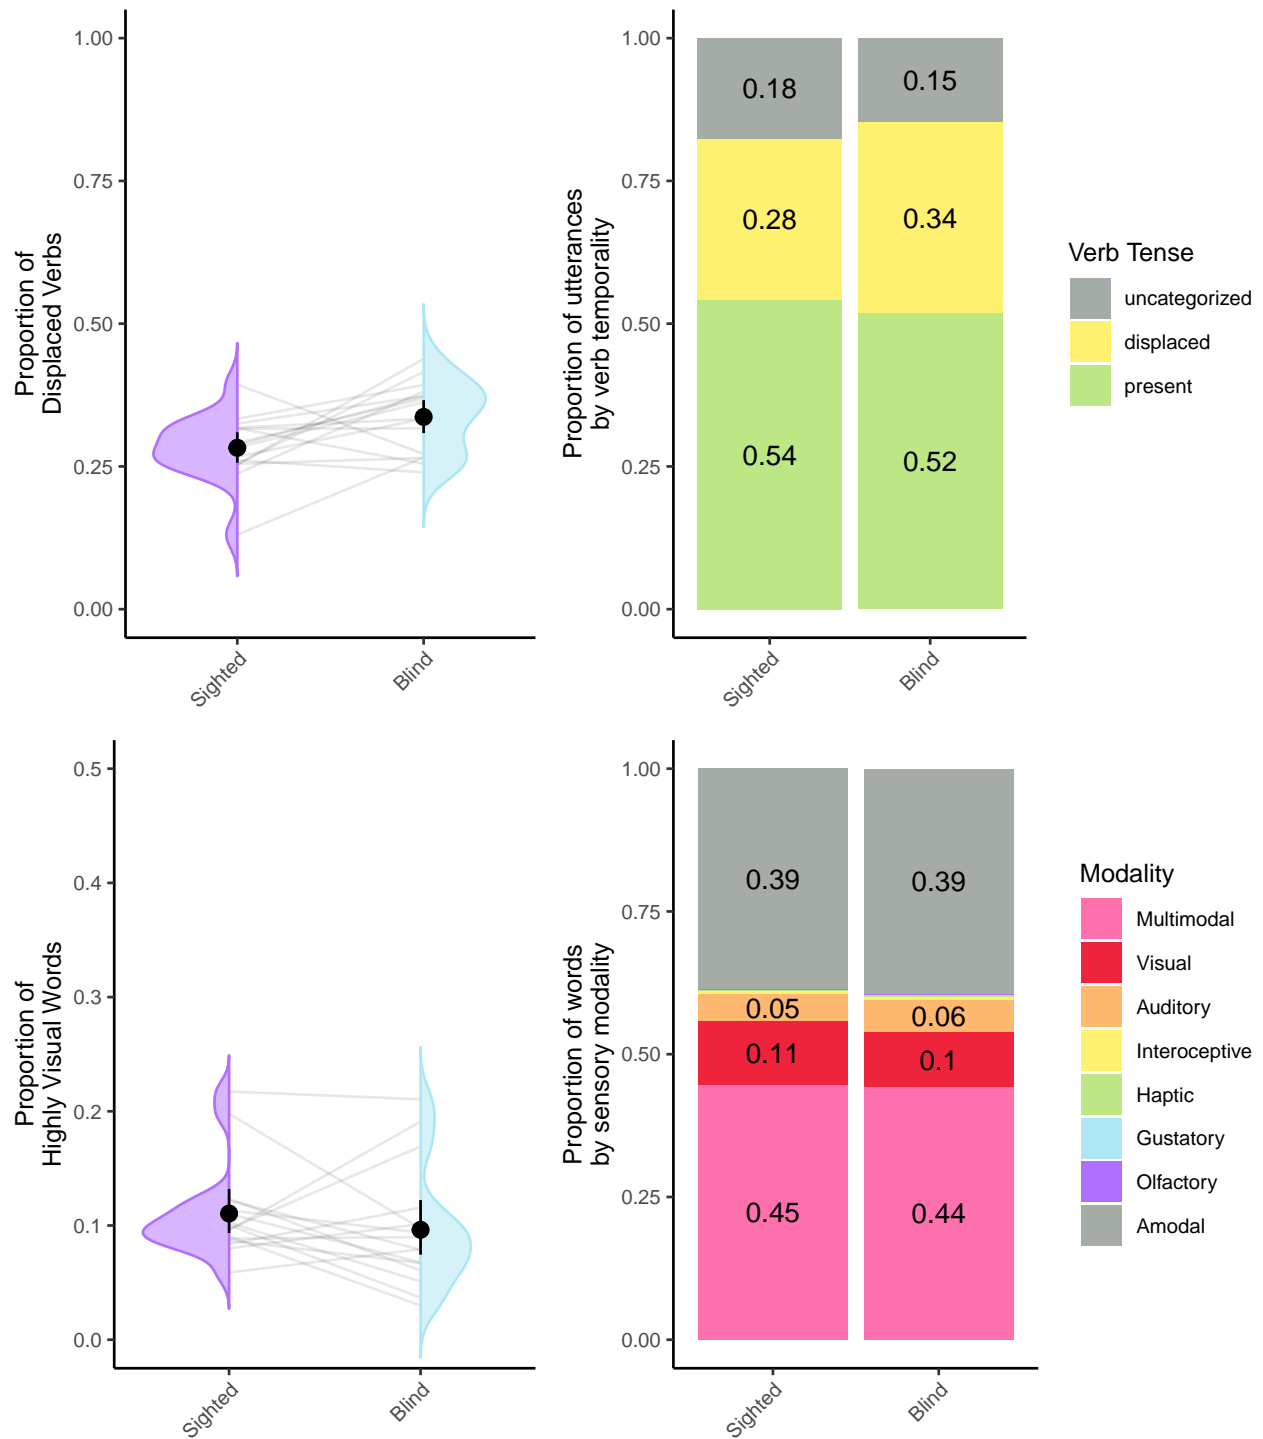 Proportion of
Displaced Verbs
1.00
0.75
0.50
0.25
0.00
Sighted
Blind
Proportion of utterances
by verb temporality
1.00
0.75
0.50
0.25
0.00
0.18
0.15
0.28
0.34
0.54
0.52
Sighted
Blind
Verb Tense
uncategorized
displaced
present
Proportion of
Highly Visual Words
0.5
0.4
0.3
0.2
0.1
0.0
Sighted
Blind
Proportion of words
by sensory modality
1.00
0.75
0.50
0.25
0.00
0.39
0.39
0.05
0.06
0.11
0.1
0.45
0.44
Sighted
Blind
Modality
Multimodal
Visual
Auditory
Interoceptive
Haptic
Gustatory
Olfactory
Amodal